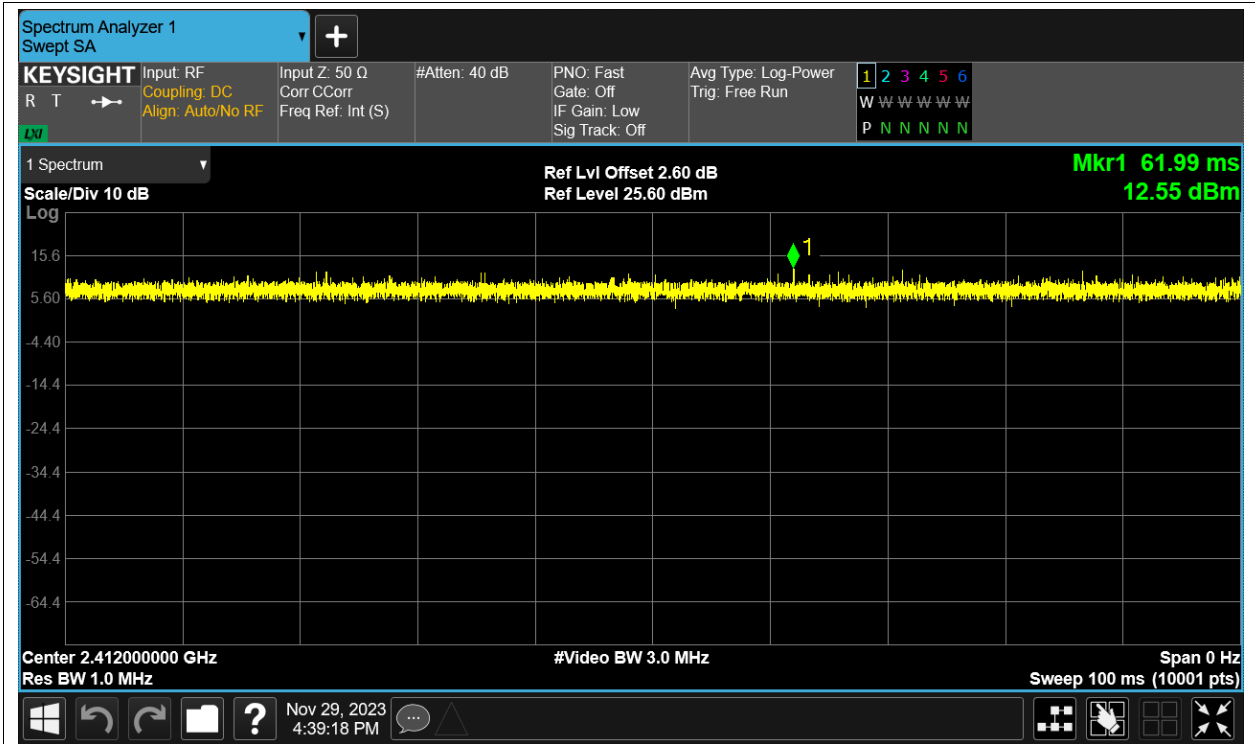 Spectrum Analyzer 1
Swept SA
KEYSIGHT
R T
LXI
Input: RF
Coupling: DC
Align: Auto/No RF
Input Z: 50 Ω
Corr CCorr
Freq Ref: Int (S)
#Atten: 40 dB
PNO: Fast
Gate: Off
IF Gain: Low
Sig Track: Off
Avg Type: Log-Power
Trig: Free Run
1 2 3 4 5 6
W W W W W W
P N N N N N
1 Spectrum
Scale/Div 10 dB
Log
Ref Lvl Offset 2.60 dB
Ref Level 25.60 dBm
Mkr1 61.99 ms
12.55 dBm
1
15.6
5.60
-4.40
-14.4
-24.4
-34.4
-44.4
-54.4
-64.4
Center 2.412000000 GHz
Res BW 1.0 MHz
#Video BW 3.0 MHz
Span 0 Hz
Sweep 100 ms (10001 pts)
?
Nov 29, 2023
4:39:18 PM